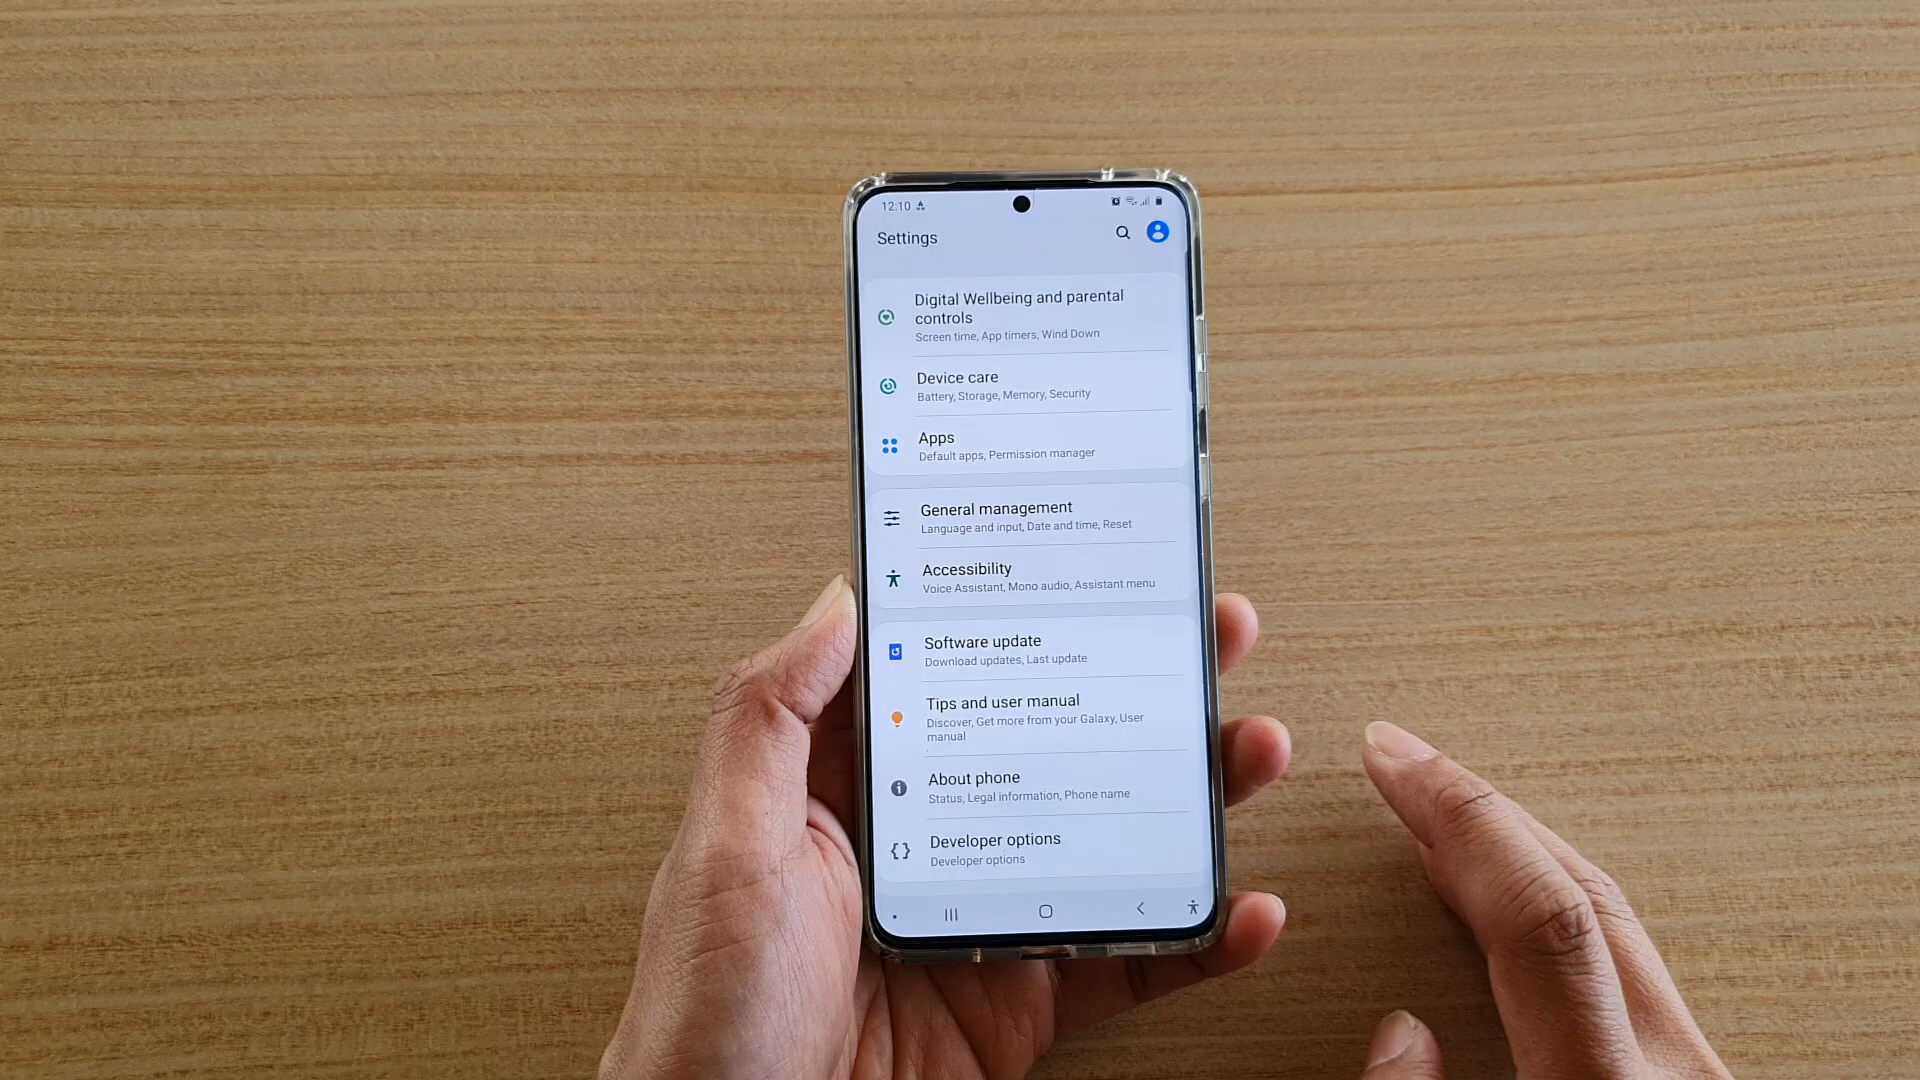 12:10
Settings
Digital Wellbeing and parental
controls
Screen time, App timers, Wind Down
Device care
Battery, Storage, Memory, Security
Apps
Default apps, Permission manager
General management
Language and input, Date and time, Reset
Accessibility
Voice Assistant, Mono audio, Assistant menu
Software update
Download updates, Last update
Tips and user manual
Discover, Get more from your Galaxy, User
manual
About phone
Status, Legal information, Phone name
Developer options
Developer options